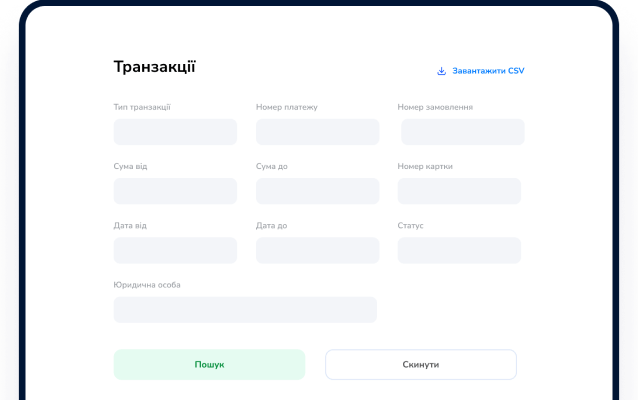 Транзакції
Завантажити CSV
Тип транзакції
Номер платежу
Номер замовлення
Сума від
Сума до
Номер картки
Дата від
Дата до
Статус
Юридична особа
Пошук
Скинути